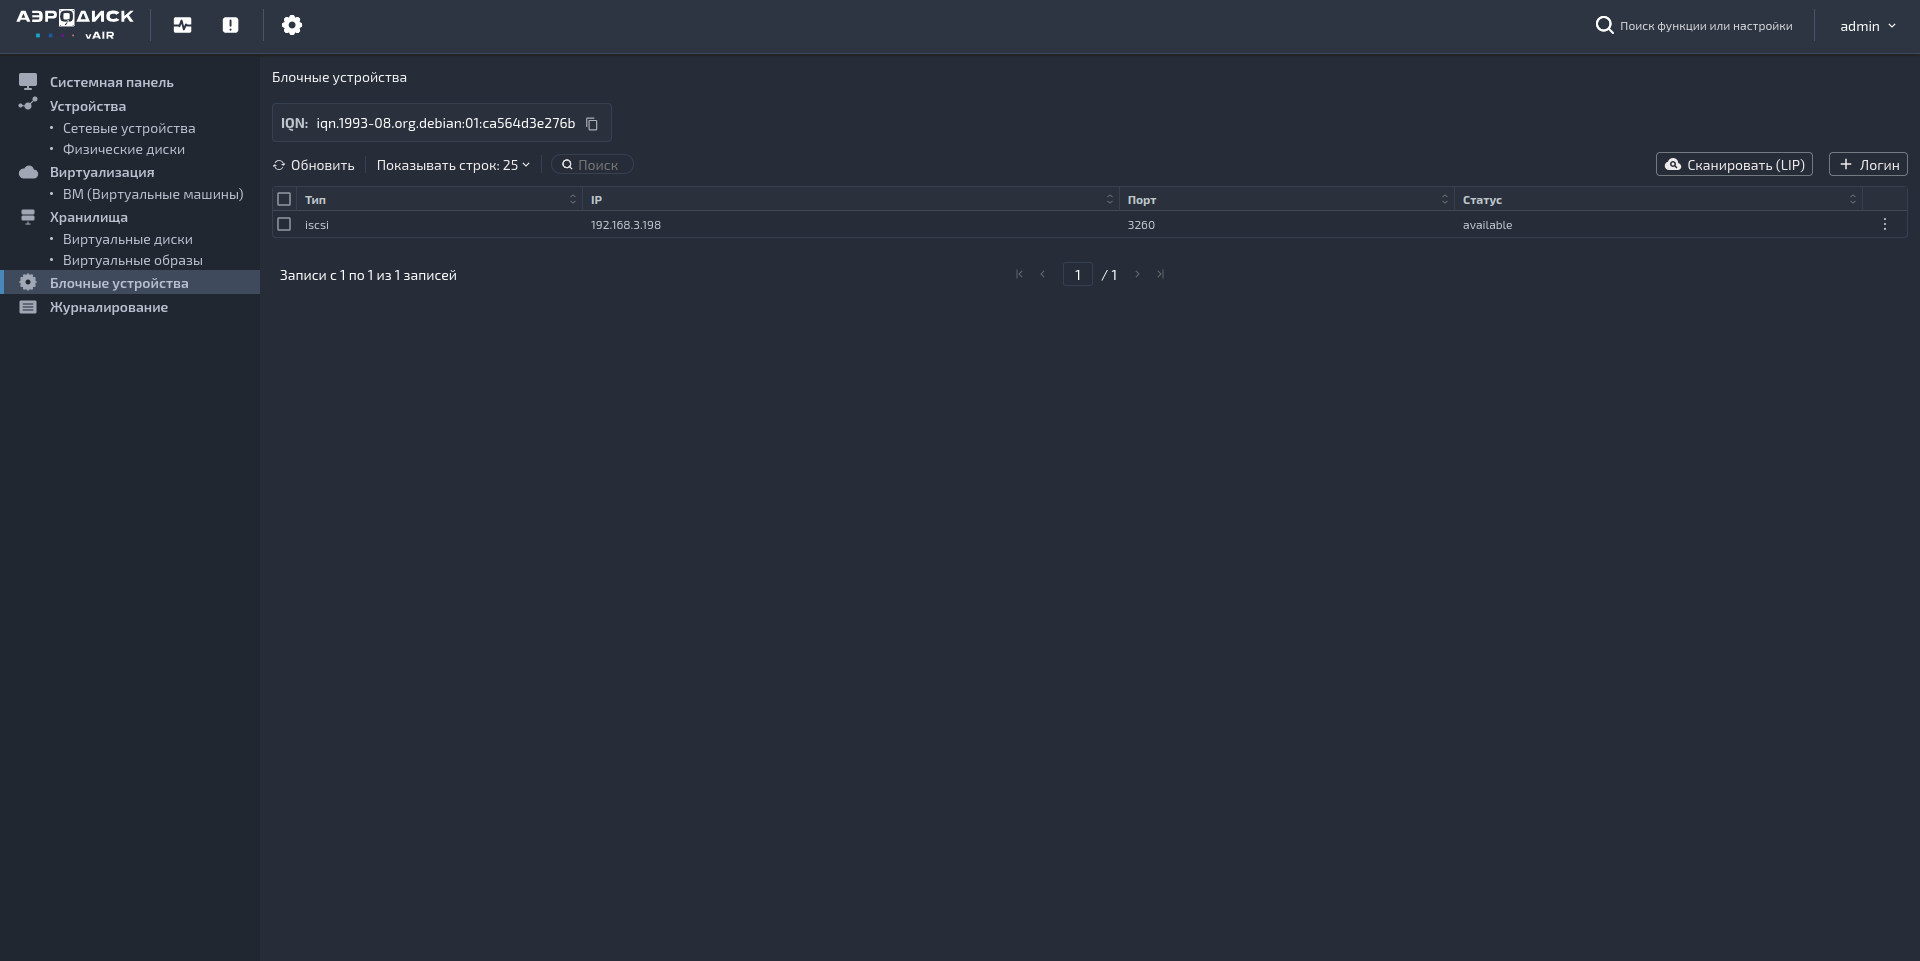 АЭРОДИСК
vAIR
Поиск функции или настройки
admin
Системная панель
Устройства
• Сетевые устройства
• Физические диски
Виртуализация
• ВМ (Виртуальные машины)
Хранилища
• Виртуальные диски
• Виртуальные образы
Блочные устройства
Журналирование
Блочные устройства
IQN: iqn.1993-08.org.debian:01:ca564d3e276b
Обновить Показывать строк: 25 Поиск Сканировать (LIP) + Логин
Тип IP Порт Статус
iscsi 192.168.3.198 3260 available
Записи с 1 по 1 из 1 записей 1 / 1